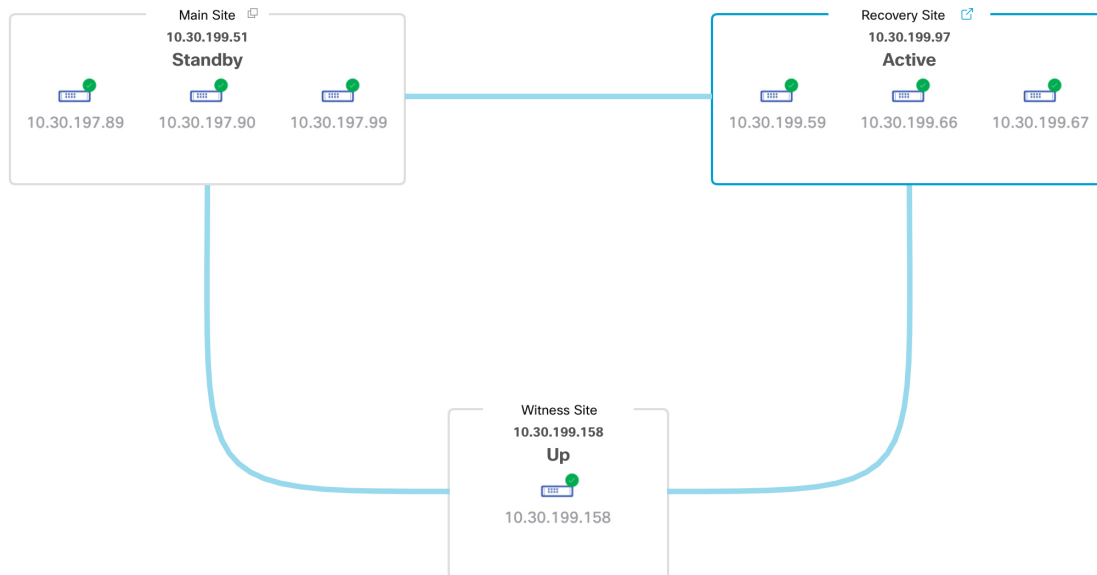 Main Site
10.30.199.51
Standby
10.30.197.89
10.30.197.90
10.30.197.99
Recovery Site
10.30.199.97
Active
10.30.199.59
10.30.199.66
10.30.199.67
Witness Site
10.30.199.158
Up
10.30.199.158